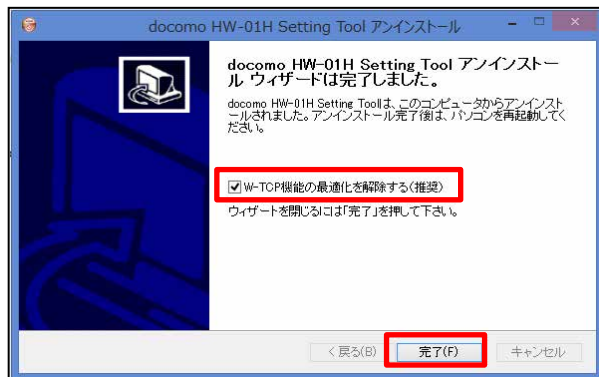 docomo HW-01H Setting Tool アンインストール
docomo HW-01H Setting Tool アンインストー
ル ウィザードは完了しました。
docomo HW-01H Setting Toolは、このコンピュータからアンインスト
ールされました。アンインストール完了後は、パソコンを再起動してく
ださい。
W-TCP機能の最適化を解除する(推奨)
ウィザードを閉じるには「完了」を押して下さい。
< 戻る(B)
完了(F)
キャンセル